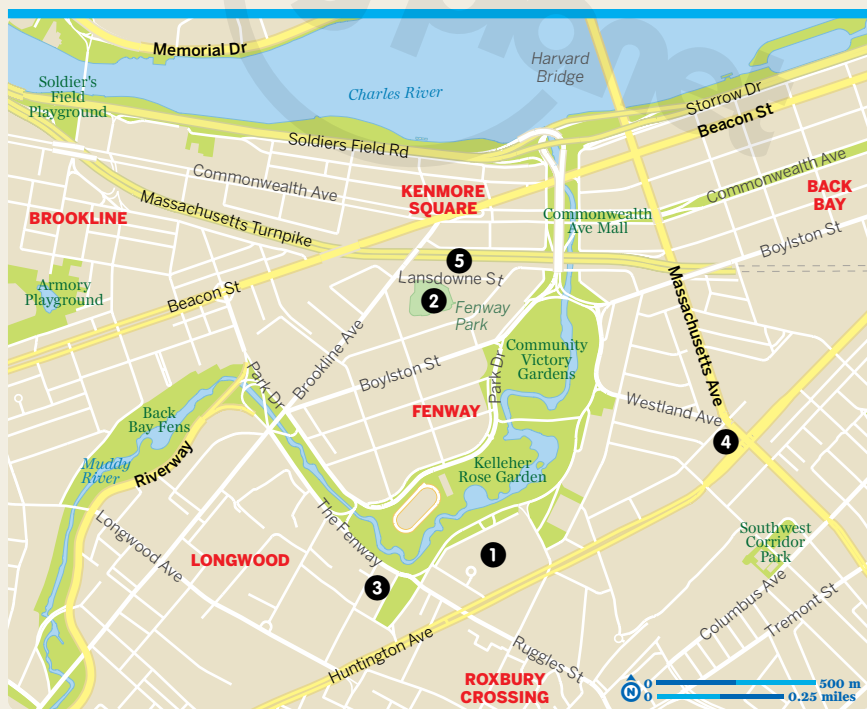 Memorial Dr
Harvard
Bridge
Soldier's
Field
Playground
Charles River
Storrow Dr
Beacon St
Soldiers Field Rd
Commonwealth Ave
Commonwealth Ave
BACK
BAY
KENMORE
SQUARE
Massachusetts Turnpike
BROOKLINE
Commonwealth
Ave Mall
Boylston St
5
Lansdowne St
Armory
Playground
Beacon St
2
Fenway
Park
Massachusetts Ave
Brookline Ave
Community
Victory
Gardens
Park Dr
Boylston St
Park Dr
FENWAY
Westland Ave
Back
Bay Fens
4
Riverway
Muddy
River
Kelleher
Rose Garden
The Fenway
Longwood Ave
LONGWOOD
1
Southwest
Corridor
Park
3
Columbus Ave
Tremont St
Huntington Ave
Ruggles St
ROXBURY
CROSSING
N
0 500 m
0 0.25 miles